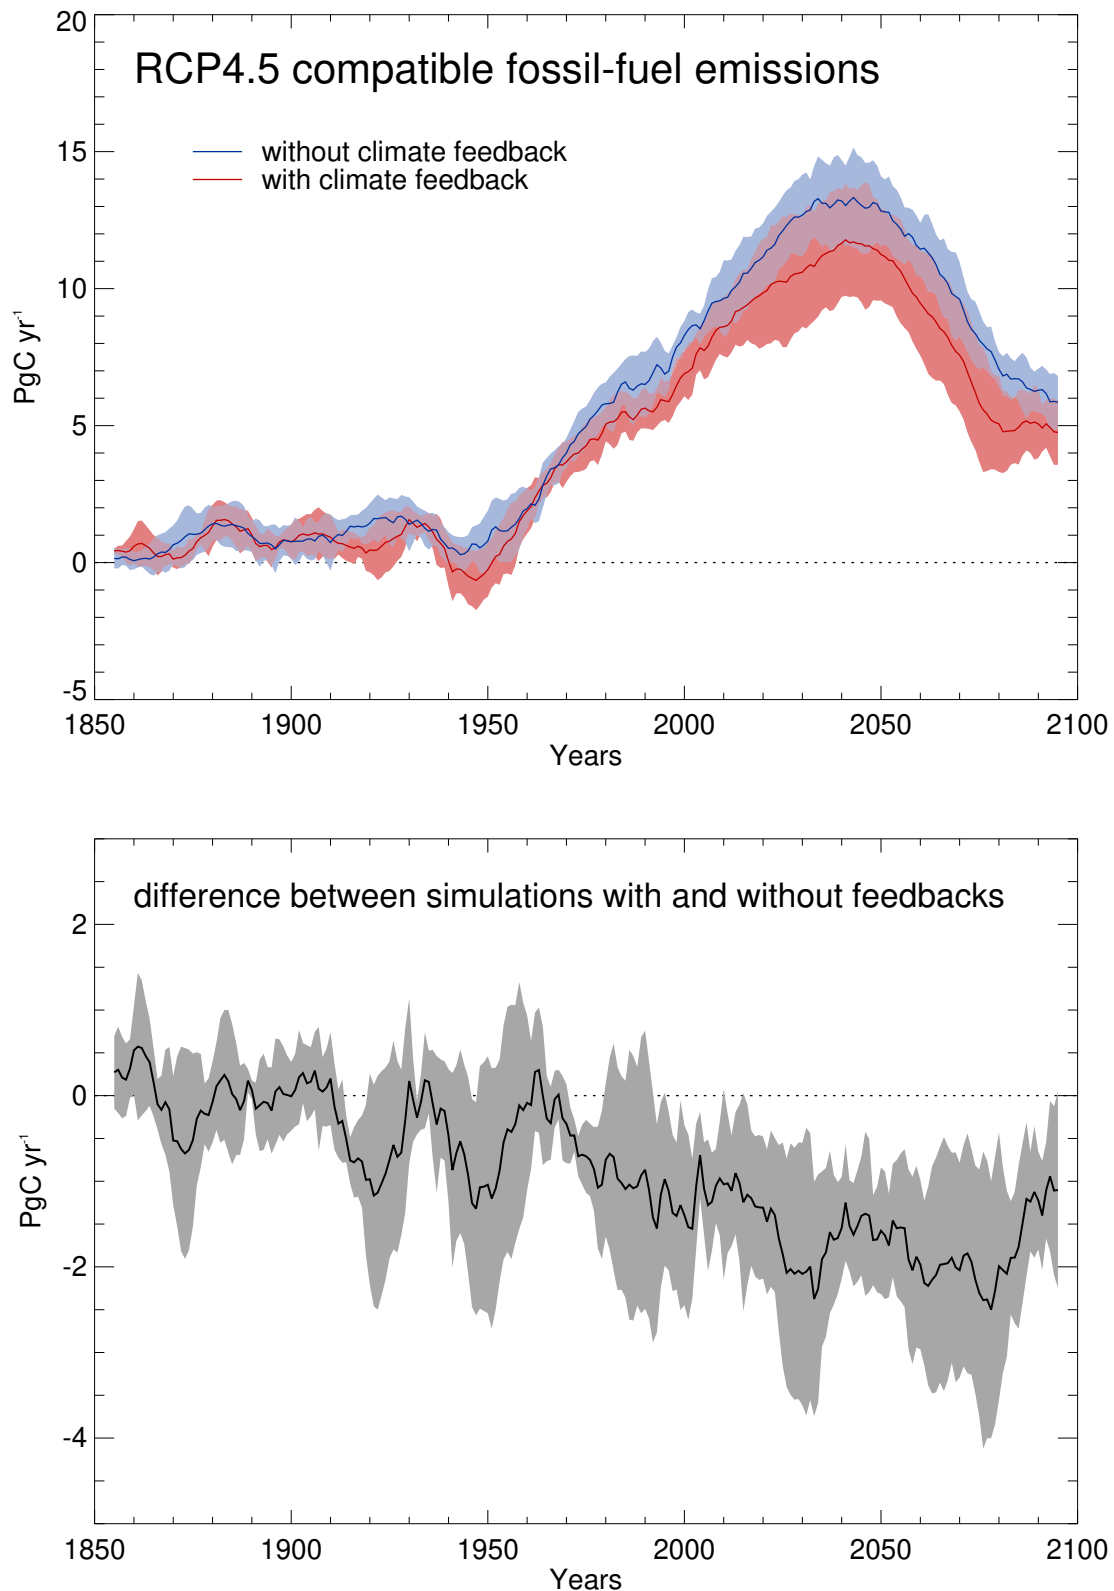 RCP4.5 compatible fossil-fuel emissions
without climate feedback
with climate feedback
20
15
10
5
0
-5
PgC yr⁻¹
1850 1900 1950 2000 2050 2100
Years
difference between simulations with and without feedbacks
2
0
-2
-4
PgC yr⁻¹
1850 1900 1950 2000 2050 2100
Years